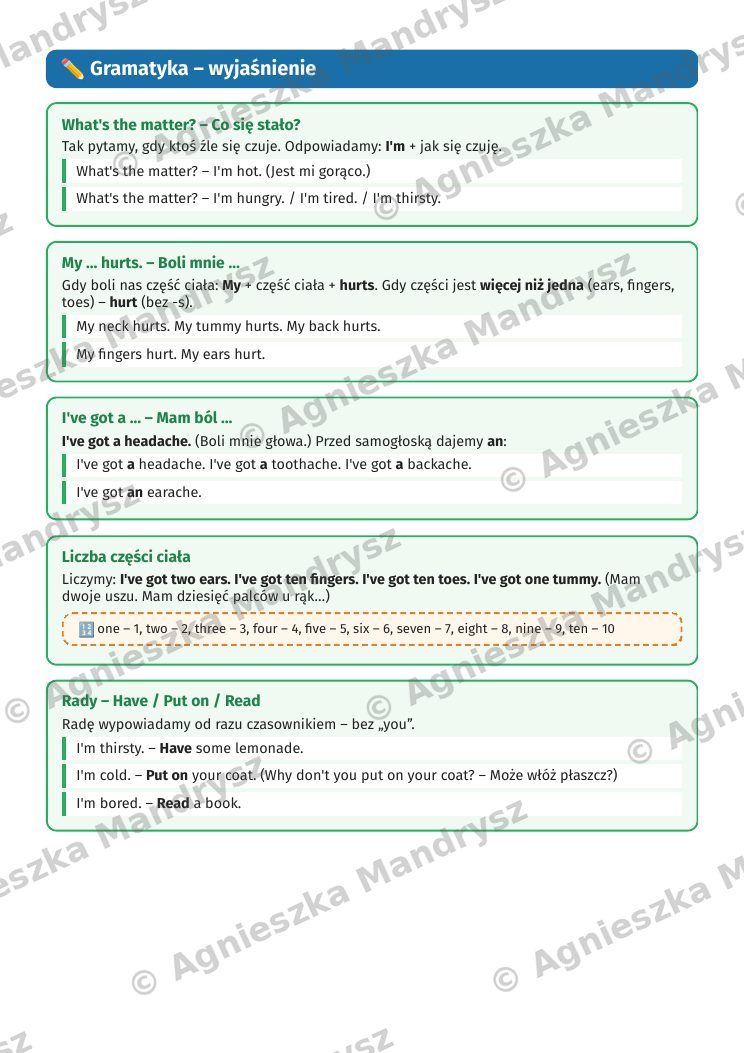 ✏️ Gramatyka – wyjaśnienie
What's the matter? – Co się stało?
Tak pytamy, gdy ktoś źle się czuje. Odpowiadamy: I'm + jak się czuję.
What's the matter? – I'm hot. (Jest mi gorąco.)
What's the matter? – I'm hungry. / I'm tired. / I'm thirsty.
My ... hurts. – Boli mnie ...
Gdy boli nas część ciała: My + część ciała + hurts. Gdy części jest więcej niż jedna (ears, fingers,
toes) – hurt (bez -s).
My neck hurts. My tummy hurts. My back hurts.
My fingers hurt. My ears hurt.
I've got a ... – Mam ból ...
I've got a headache. (Boli mnie głowa.) Przed samogłoską dajemy an:
I've got a headache. I've got a toothache. I've got a backache.
I've got an earache.
Liczba części ciała
Liczymy: I've got two ears. I've got ten fingers. I've got ten toes. I've got one tummy. (Mam
dwoje uszu. Mam dziesięć palców u rąk...)
🔢 one – 1, two – 2, three – 3, four – 4, five – 5, six – 6, seven – 7, eight – 8, nine – 9, ten – 10
Rady – Have / Put on / Read
Radę wypowiadamy od razu czasownikiem – bez „you”.
I'm thirsty. – Have some lemonade.
I'm cold. – Put on your coat. (Why don't you put on your coat? – Może włóż płaszcz?)
I'm bored. – Read a book.
© Agnieszka Mandrysz